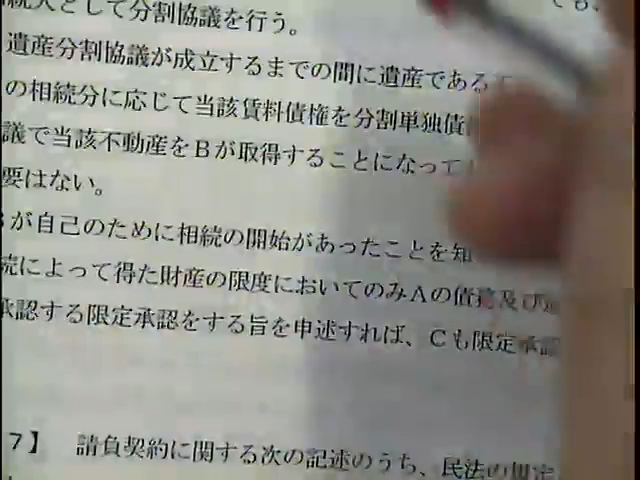 続人として分割協議を行う。
遺産分割協議が成立するまでの間に遺産である
の相続分に応じて当該賃料債権を分割単独債
議で当該不動産をBが取得することになって
要はない。
が自己のために相続の開始があったことを知
続によって得た財産の限度においてのみAの債務及び
承認する限定承認をする旨を申述すれば、Cも限定承認
7】 請負契約に関する次の記述のうち、民法の規定